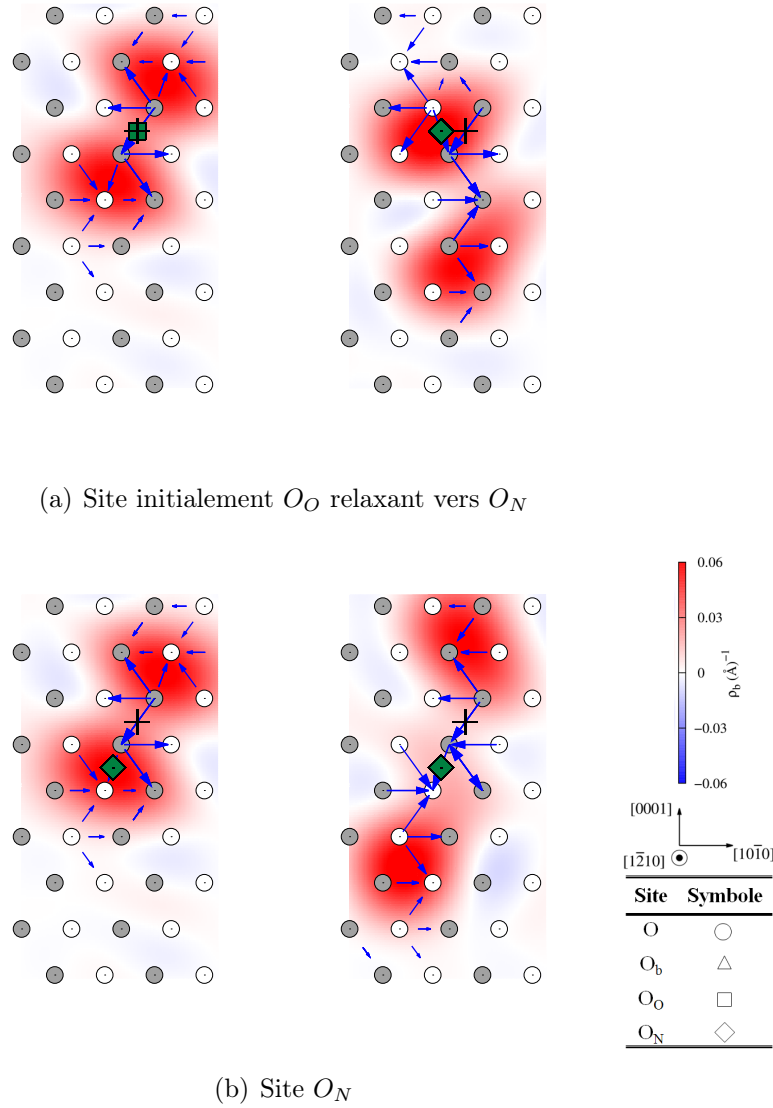 (a) Site initialement O_O relaxant vers O_N
0.06
0.03
0
−0.03
−0.06
ρ_b (Å)^−1
[0001]
[12̅10]
[101̅0]
Site Symbole
O
O_b
O_O
O_N
(b) Site O_N